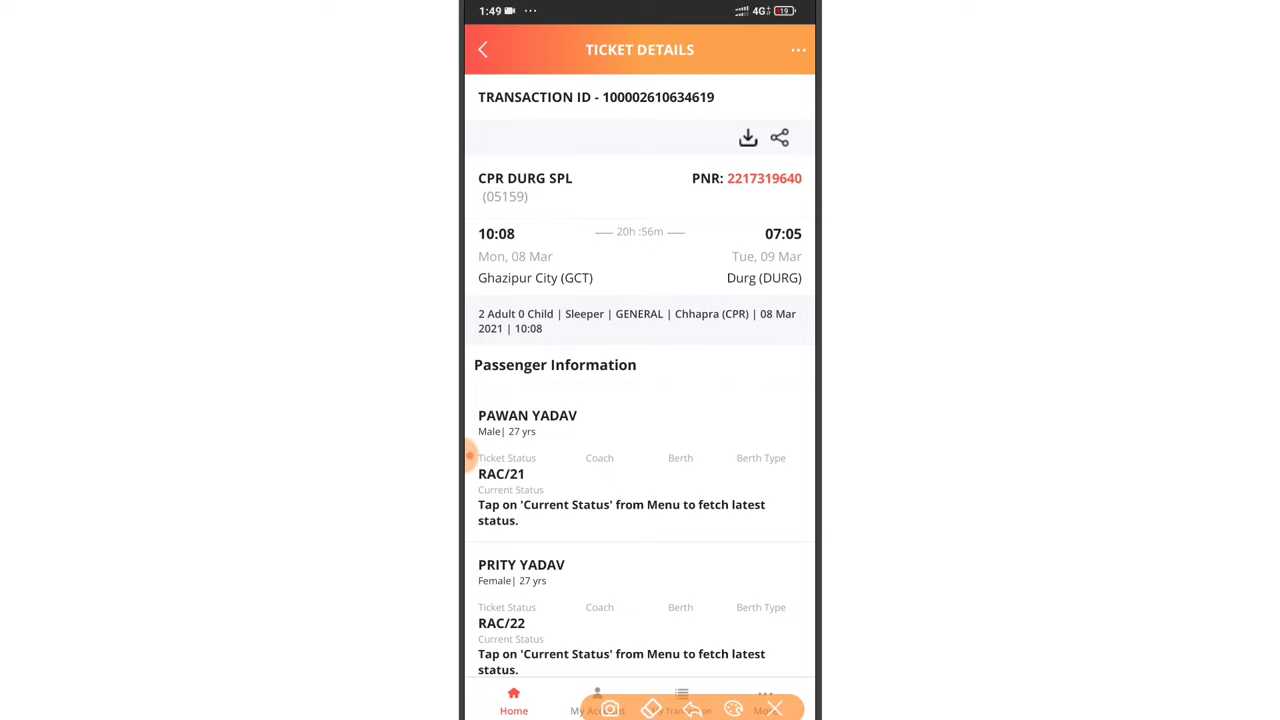 1:49 ... 4G+ 19
TICKET DETAILS ...
TRANSACTION ID - 100002610634619
CPR DURG SPL PNR: 2217319640
(05159)
10:08 20h :56m 07:05
Mon, 08 Mar Tue, 09 Mar
Ghazipur City (GCT) Durg (DURG)
2 Adult 0 Child | Sleeper | GENERAL | Chhapra (CPR) | 08 Mar
2021 | 10:08
Passenger Information
PAWAN YADAV
Male| 27 yrs
Ticket Status Coach Berth Berth Type
RAC/21
Current Status
Tap on 'Current Status' from Menu to fetch latest
status.
PRITY YADAV
Female| 27 yrs
Ticket Status Coach Berth Berth Type
RAC/22
Current Status
Tap on 'Current Status' from Menu to fetch latest
status.
Home